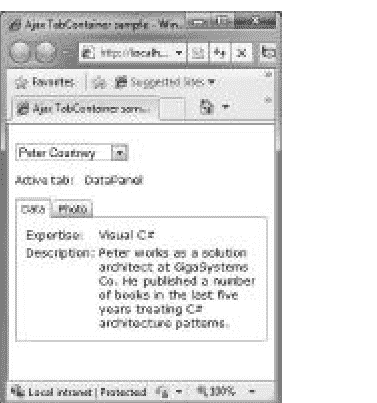 Ajax TabContainer sample - Win...
http://localh...
Favorites
Suggested Sites
Ajax TabContainer sam...
Peter Courtney
Active tab: DataPanel
Data Photo
Expertise: Visual C#
Description: Peter works as a solution
architect at GigaSystems
Co. He published a number
of books in the last five
years treating C#
architecture patterns.
Local intranet | Protected 100%